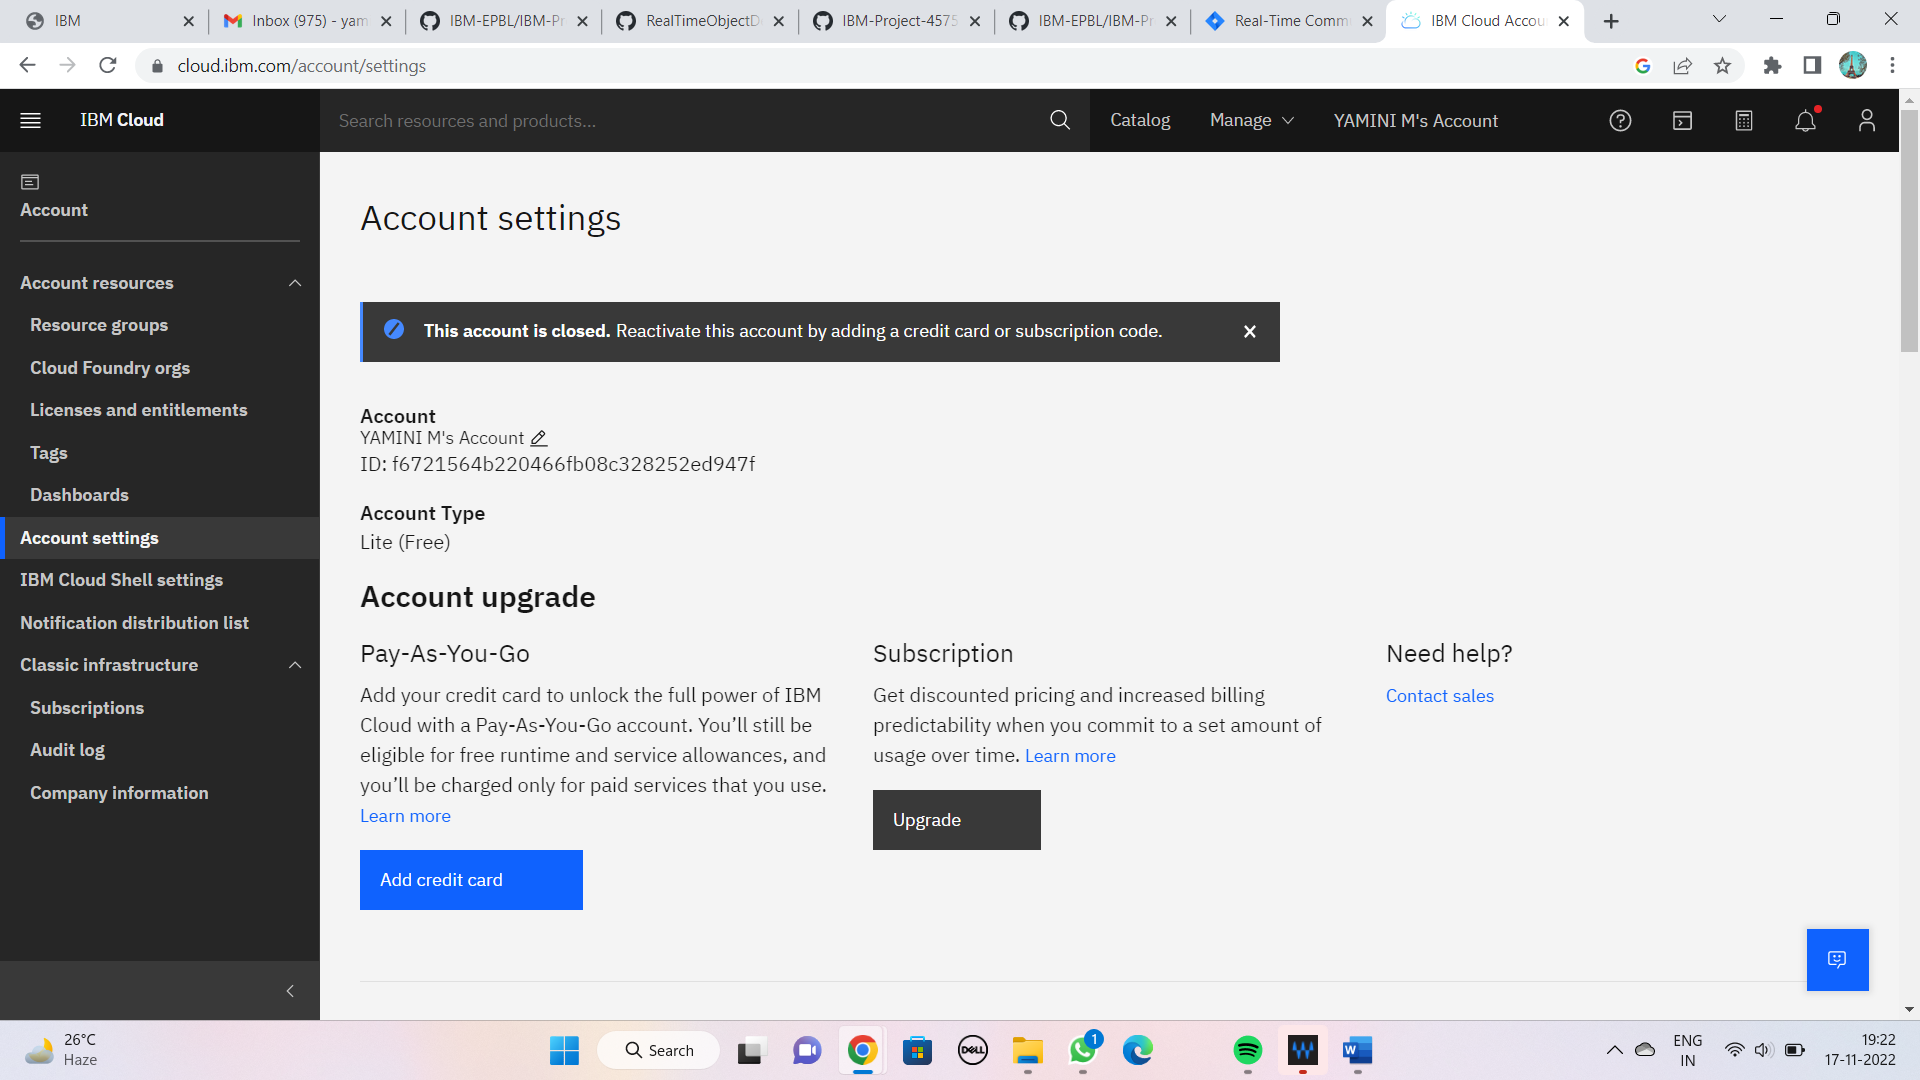 IBM
Inbox (975) - yam
IBM-EPBL/IBM-Pr
RealTimeObjectD
IBM-Project-4575
IBM-EPBL/IBM-Pr
Real-Time Comm
IBM Cloud Accou
cloud.ibm.com/account/settings
IBM Cloud
Search resources and products...
Catalog
Manage
YAMINI M's Account
Account
Account resources
Resource groups
Cloud Foundry orgs
Licenses and entitlements
Tags
Dashboards
Account settings
IBM Cloud Shell settings
Notification distribution list
Classic infrastructure
Subscriptions
Audit log
Company information
Account settings
This account is closed. Reactivate this account by adding a credit card or subscription code.
Account
YAMINI M's Account
ID: f6721564b220466fb08c328252ed947f
Account Type
Lite (Free)
Account upgrade
Pay-As-You-Go
Add your credit card to unlock the full power of IBM
Cloud with a Pay-As-You-Go account. You’ll still be
eligible for free runtime and service allowances, and
you’ll be charged only for paid services that you use.
Learn more
Add credit card
Subscription
Get discounted pricing and increased billing
predictability when you commit to a set amount of
usage over time. Learn more
Upgrade
Need help?
Contact sales
26°C
Haze
Search
DELL
1
W
ENG
IN
19:22
17-11-2022